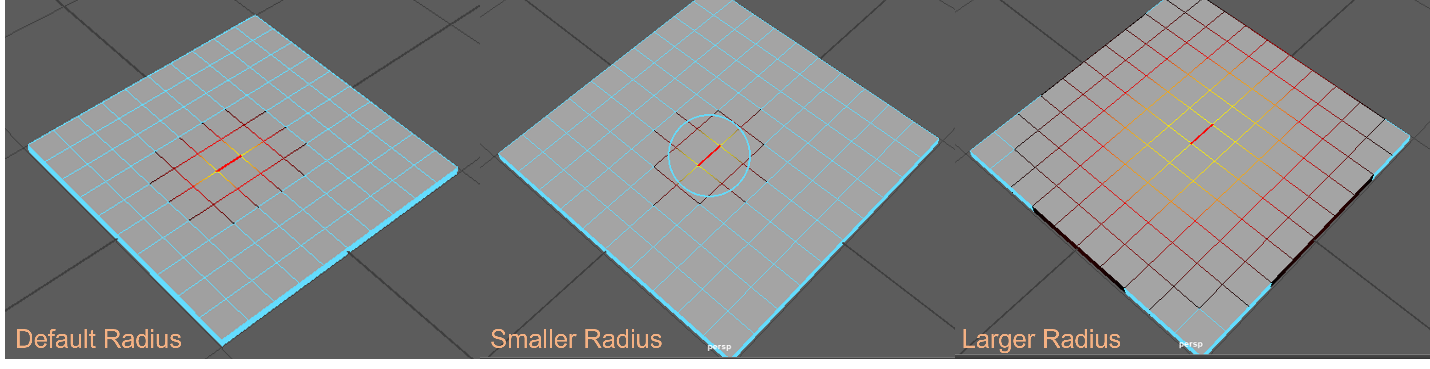 Default Radius
Smaller Radius
persp
Larger Radius
persp